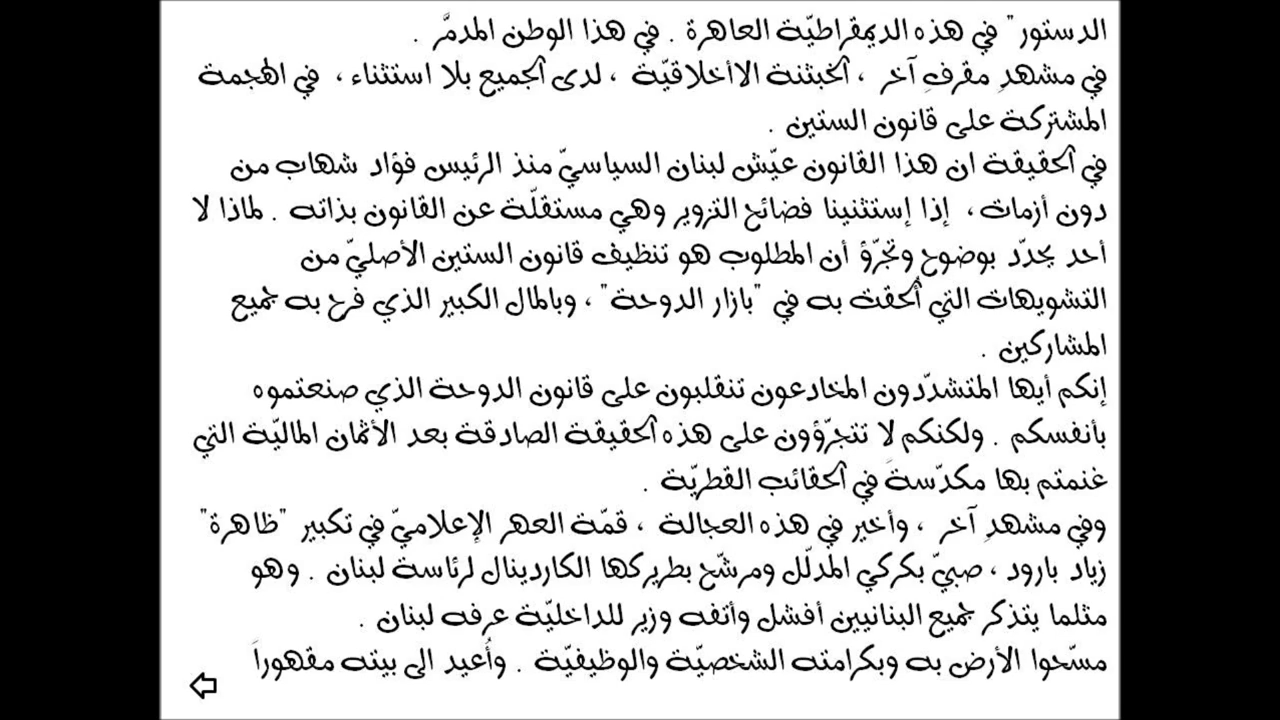 الدستور" في هذه الديمقراطيّة العاهرة . في هذا الوطن المدمَّر .
في مشهدِ مقرفِ آخر ، الخبثنة الاأخلاقيّة ، لدى الجميع بلا استثناء ، في الهجمة
المشتركة على قانون الستين .
في الحقيقة ان هذا القانون عيّش لبنان السياسيّ منذ الرئيس فؤاد شهاب من
دون أزمات ، إذا إستثنينا فضائح التزوير وهي مستقلّة عن القانون بذاته . لماذا لا
أحد يحدّد بوضوح وتجرّؤ أن المطلوب هو تنظيف قانون الستين الأصليّ من
التشويهات التي أُلحقت به في "بازار الدوحة" ، وبالمال الكبير الذي فرح به جميع
المشاركين .
إنكم أيها المتشدّدون المخادعون تنقلبون على قانون الدوحة الذي صنعتموه
بأنفسكم . ولكنكم لا تتجرّؤون على هذه الحقيقة الصادقة بعد الأثمان الماليّة التي
غنمتم بها مكدّسةَ في الحقائب القطريّة .
وفي مشهدِ آخر ، وأخير في هذه العجالة ، قمّة العهر الإعلاميّ في تكبير "ظاهرة"
زياد بارود ، صبيّ بكركي المدلّل ومرشّح بطريركها الكاردينال لرئاسة لبنان . وهو
مثلما يتذكر جميع البنانيين أفشل وأتفه وزير للداخليّة عرفه لبنان .
مسّحوا الأرض به وبكرامته الشخصيّة والوظيفيّة . وأُعيد الى بيته مقهوراَ